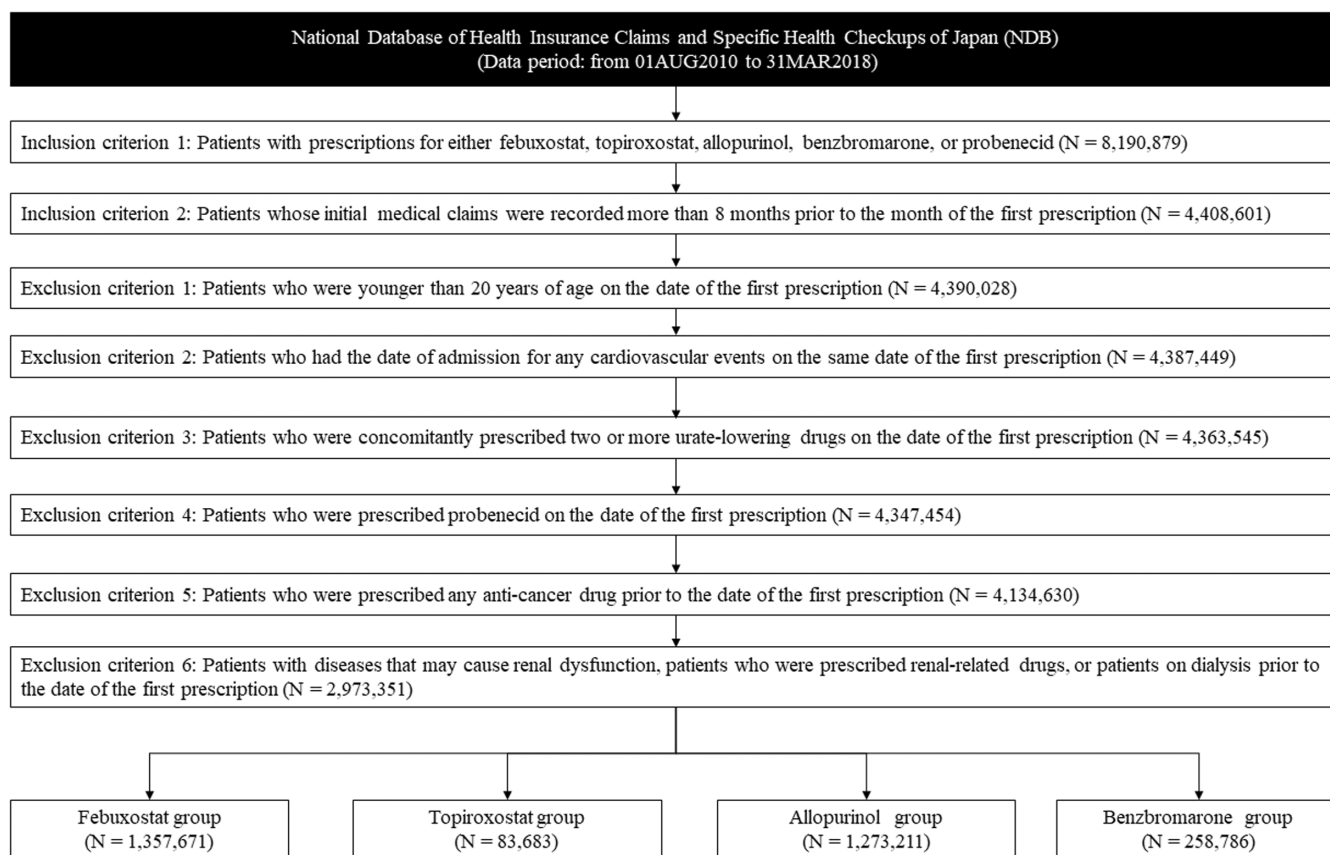 National Database of Health Insurance Claims and Specific Health Checkups of Japan (NDB)
(Data period: from 01AUG2010 to 31MAR2018)
Inclusion criterion 1: Patients with prescriptions for either febuxostat, topiroxostat, allopurinol, benzbromarone, or probenecid (N = 8,190,879)
Inclusion criterion 2: Patients whose initial medical claims were recorded more than 8 months prior to the month of the first prescription (N = 4,408,601)
Exclusion criterion 1: Patients who were younger than 20 years of age on the date of the first prescription (N = 4,390,028)
Exclusion criterion 2: Patients who had the date of admission for any cardiovascular events on the same date of the first prescription (N = 4,387,449)
Exclusion criterion 3: Patients who were concomitantly prescribed two or more urate-lowering drugs on the date of the first prescription (N = 4,363,545)
Exclusion criterion 4: Patients who were prescribed probenecid on the date of the first prescription (N = 4,347,454)
Exclusion criterion 5: Patients who were prescribed any anti-cancer drug prior to the date of the first prescription (N = 4,134,630)
Exclusion criterion 6: Patients with diseases that may cause renal dysfunction, patients who were prescribed renal-related drugs, or patients on dialysis prior to
the date of the first prescription (N = 2,973,351)
Febuxostat group
(N = 1,357,671)
Topiroxostat group
(N = 83,683)
Allopurinol group
(N = 1,273,211)
Benzbromarone group
(N = 258,786)